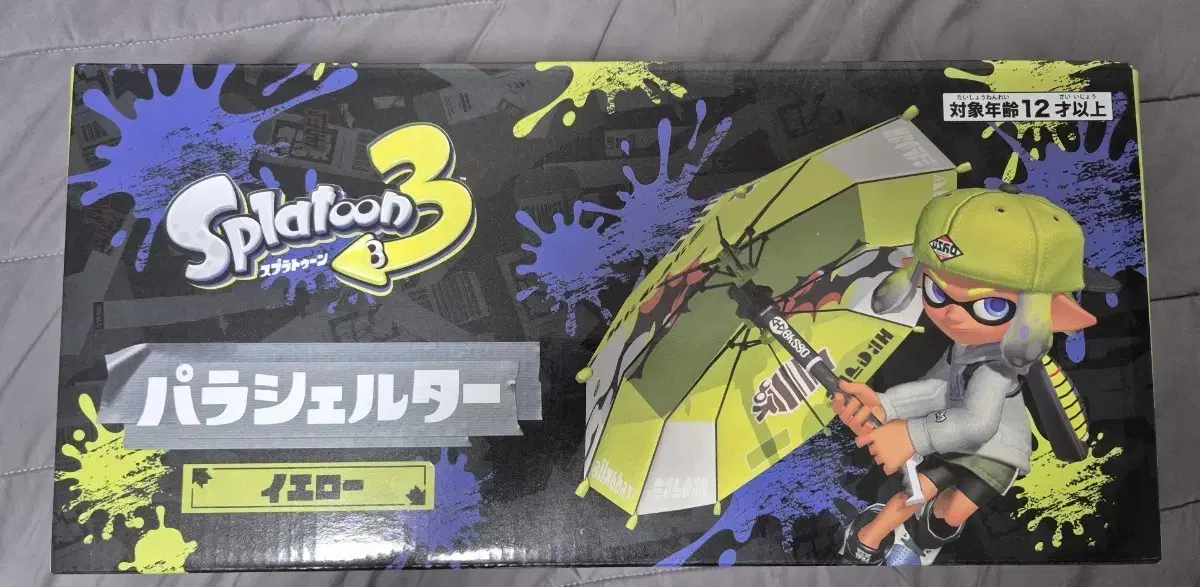 たいしょうねんれい さい いじょう
対象年齢12才以上
Splatoon3
スプラトゥーン 3
パラシェルター
イエロー